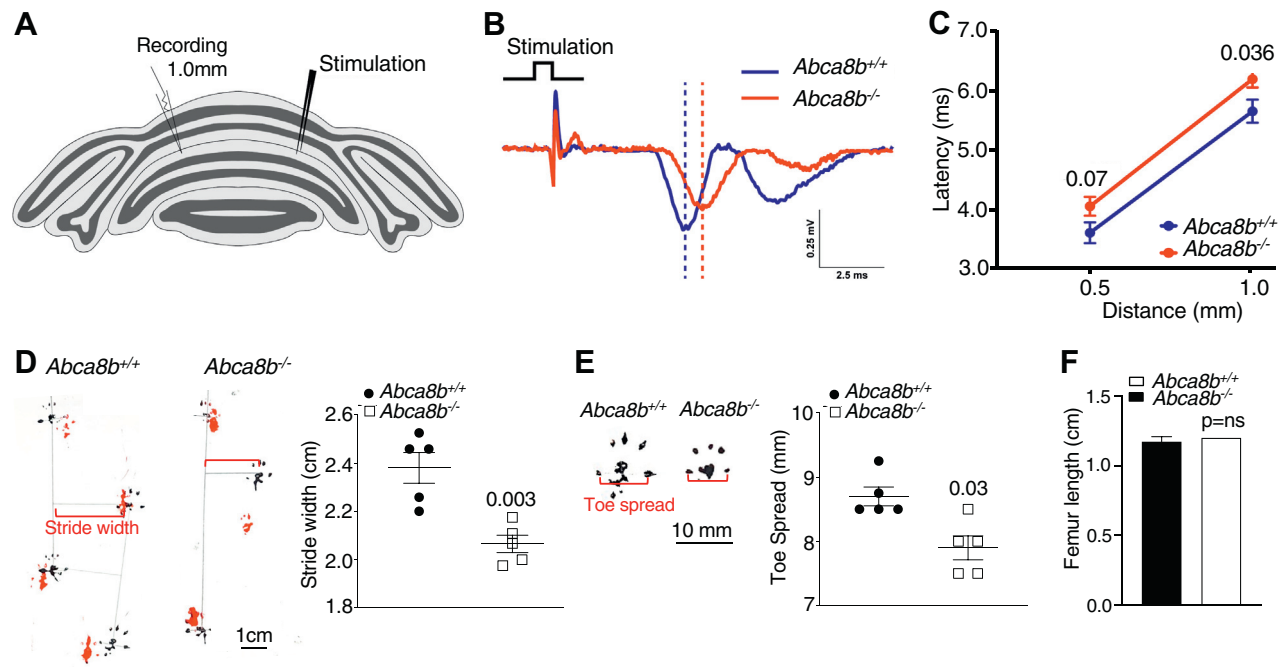 A
Recording
1.0mm
Stimulation
B
Stimulation
Abca8b+/+
Abca8b-/-
0.25 mV
2.5 ms
C
Latency (ms)
7.0
6.0
5.0
4.0
3.0
0.036
0.07
Abca8b+/+
Abca8b-/-
0.5
1.0
Distance (mm)
D
Abca8b+/+
Abca8b-/-
Stride width
1cm
Abca8b+/+
Abca8b-/-
Stride width (cm)
2.6
2.4
2.2
2.0
1.8
0.003
E
Abca8b+/+
Abca8b-/-
Toe spread
10 mm
Abca8b+/+
Abca8b-/-
Toe Spread (mm)
10
9
8
7
0.03
F
Abca8b+/+
Abca8b-/-
p=ns
Femur length (cm)
1.5
1.0
0.5
0.0